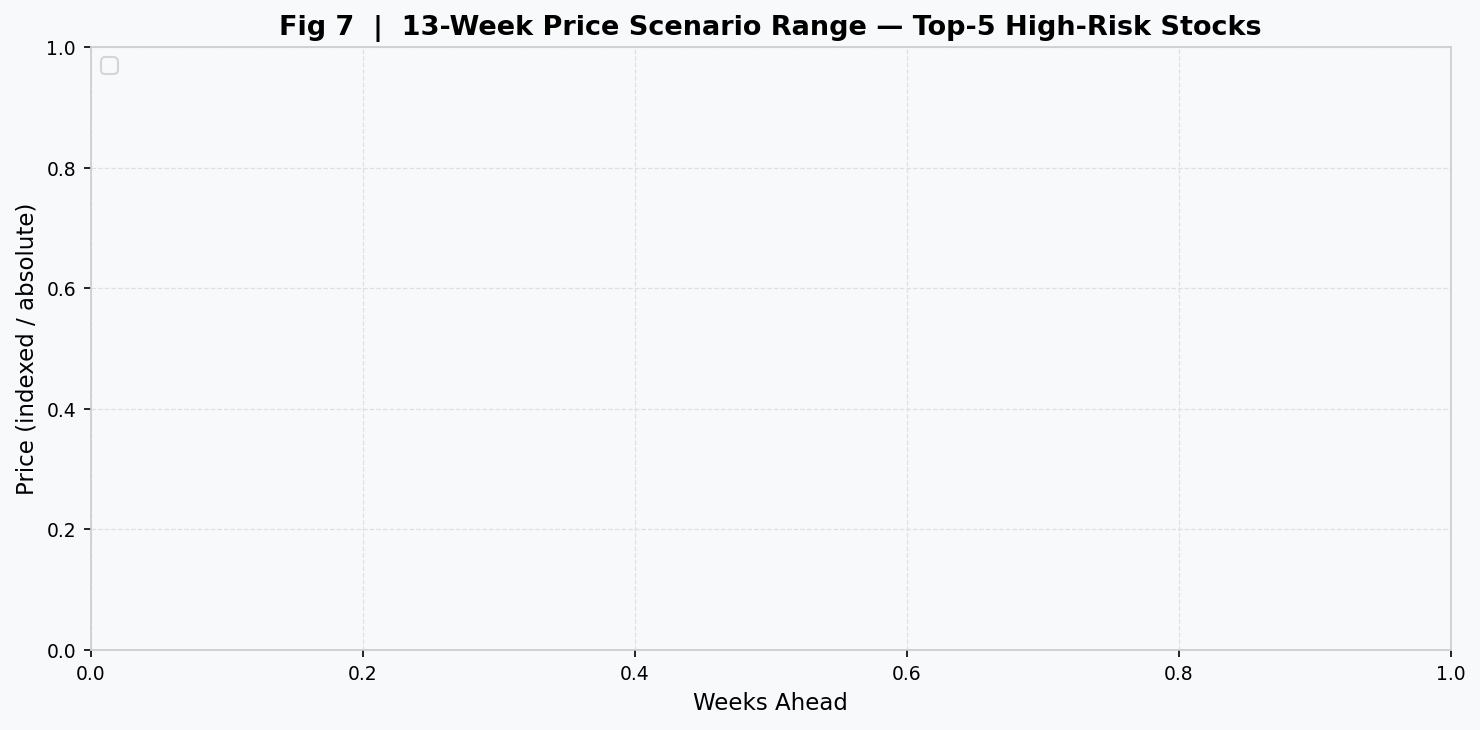 Fig 7 | 13-Week Price Scenario Range — Top-5 High-Risk Stocks
Price (indexed / absolute)
1.0
0.8
0.6
0.4
0.2
0.0
0.0 0.2 0.4 0.6 0.8 1.0
Weeks Ahead